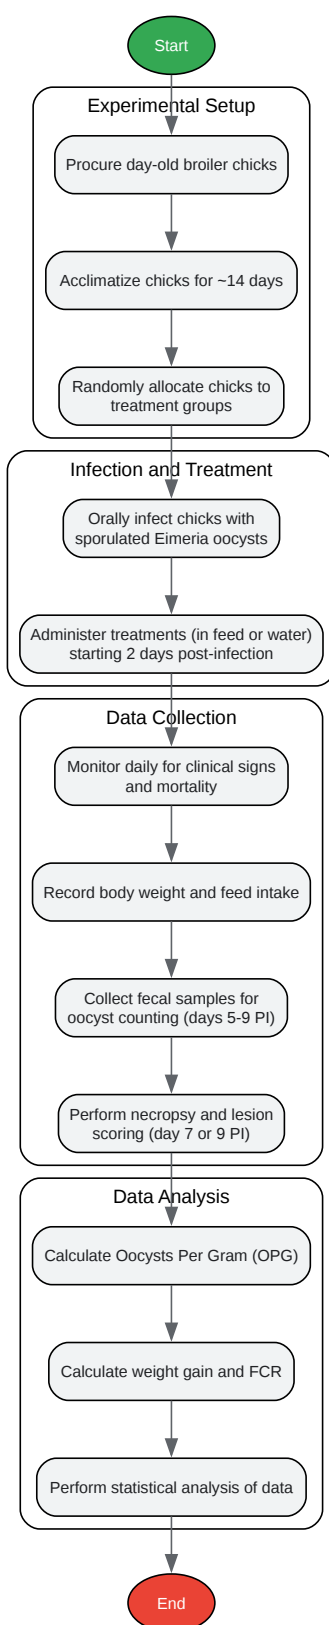 Start
Experimental Setup
Procure day-old broiler chicks
Acclimatize chicks for ~14 days
Randomly allocate chicks to
treatment groups
Infection and Treatment
Orally infect chicks with
sporulated Eimeria oocysts
Administer treatments (in feed or water)
starting 2 days post-infection
Data Collection
Monitor daily for clinical signs
and mortality
Record body weight and feed intake
Collect fecal samples for
oocyst counting (days 5-9 PI)
Perform necropsy and lesion
scoring (day 7 or 9 PI)
Data Analysis
Calculate Oocysts Per Gram (OPG)
Calculate weight gain and FCR
Perform statistical analysis of data
End